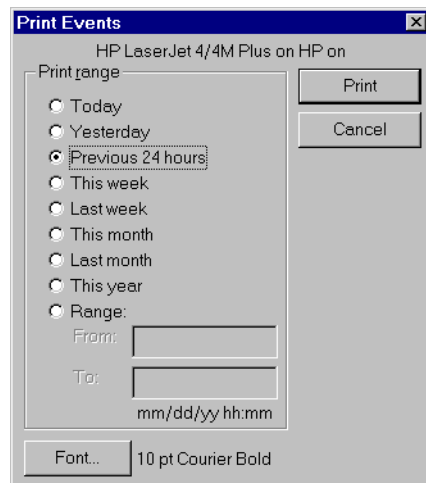 Print Events
HP LaserJet 4/4M Plus on HP on
Print range
Print
Today
Cancel
Yesterday
Previous 24 hours
This week
Last week
This month
Last month
This year
Range:
From:
To:
mm/dd/yy hh:mm
Font... 10 pt Courier Bold